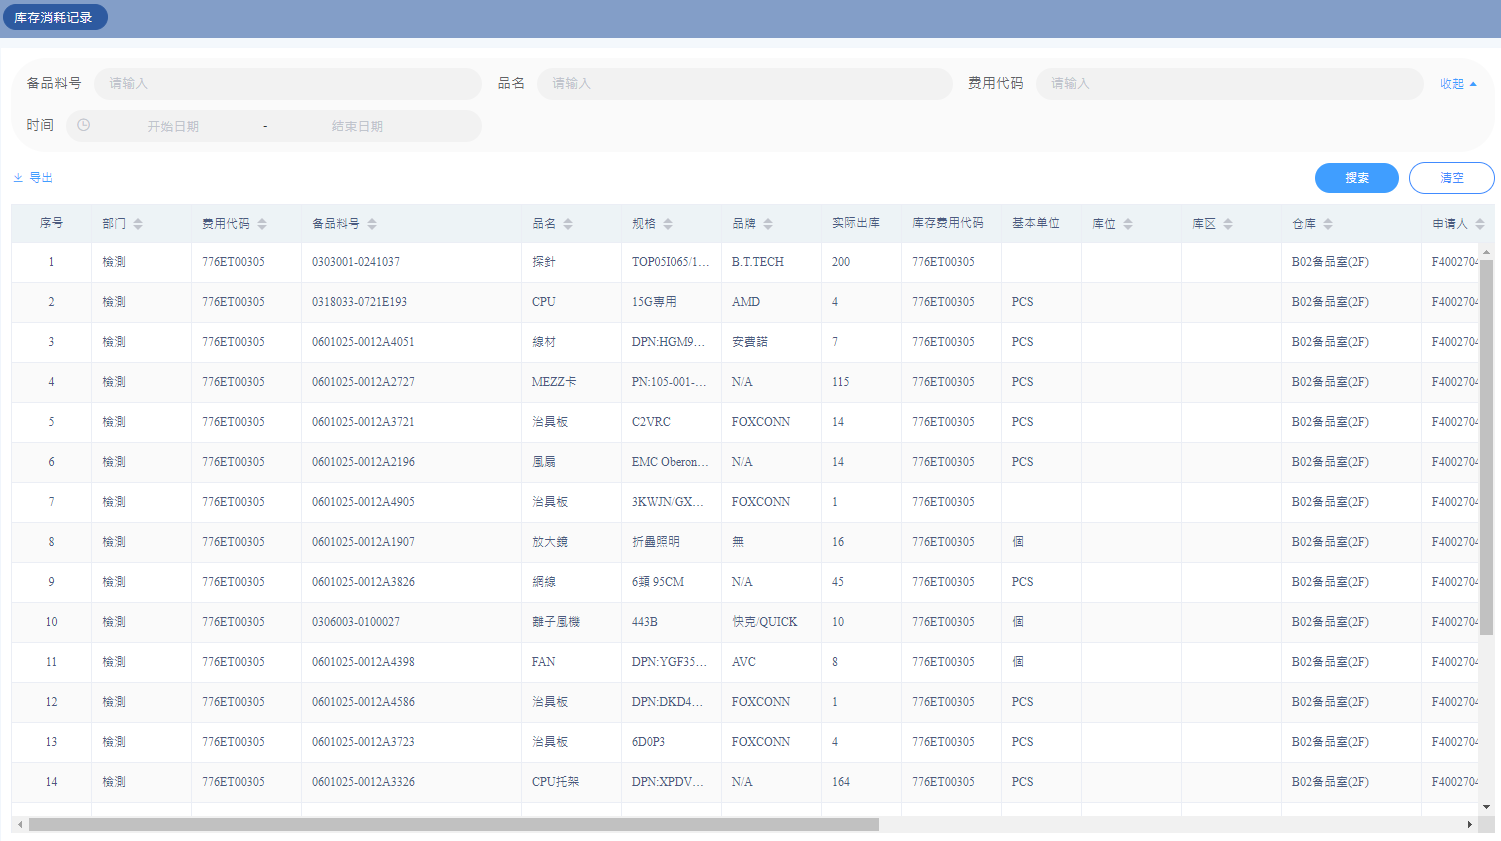 库存消耗记录
备品料号 请输入 品名 请输入 费用代码 请输入 收起
时间 开始日期 - 结束日期
导出 搜索 清空
序号 部门 费用代码 备品料号 品名 规格 品牌 实际出库 库存费用代码 基本单位 库位 库区 仓库 申请人
1 檢測 776ET00305 0303001-0241037 探針 TOP05I065/1... B.T.TECH 200 776ET00305 B02备品室(2F) F4002704
2 檢測 776ET00305 0318033-0721E193 CPU 15G専用 AMD 4 776ET00305 PCS B02备品室(2F) F4002704
3 檢測 776ET00305 0601025-0012A4051 線材 DPN:HGM9... 安費諾 7 776ET00305 PCS B02备品室(2F) F4002704
4 檢測 776ET00305 0601025-0012A2727 MEZZ卡 PN:105-001-... N/A 115 776ET00305 PCS B02备品室(2F) F4002704
5 檢測 776ET00305 0601025-0012A3721 治具板 C2VRC FOXCONN 14 776ET00305 PCS B02备品室(2F) F4002704
6 檢測 776ET00305 0601025-0012A2196 風扇 EMC Oberon... N/A 14 776ET00305 PCS B02备品室(2F) F4002704
7 檢測 776ET00305 0601025-0012A4905 治具板 3KWJN/GX... FOXCONN 1 776ET00305 B02备品室(2F) F4002704
8 檢測 776ET00305 0601025-0012A1907 放大鏡 折疊照明 無 16 776ET00305 個 B02备品室(2F) F4002704
9 檢測 776ET00305 0601025-0012A3826 網線 6類 95CM N/A 45 776ET00305 PCS B02备品室(2F) F4002704
10 檢測 776ET00305 0306003-0100027 離子風機 443B 快克/QUICK 10 776ET00305 個 B02备品室(2F) F4002704
11 檢測 776ET00305 0601025-0012A4398 FAN DPN:YGF35... AVC 8 776ET00305 個 B02备品室(2F) F4002704
12 檢測 776ET00305 0601025-0012A4586 治具板 DPN:DKD4... FOXCONN 1 776ET00305 PCS B02备品室(2F) F4002704
13 檢測 776ET00305 0601025-0012A3723 治具板 6D0P3 FOXCONN 4 776ET00305 PCS B02备品室(2F) F4002704
14 檢測 776ET00305 0601025-0012A3326 CPU托架 DPN:XPDV... N/A 164 776ET00305 PCS B02备品室(2F) F4002704